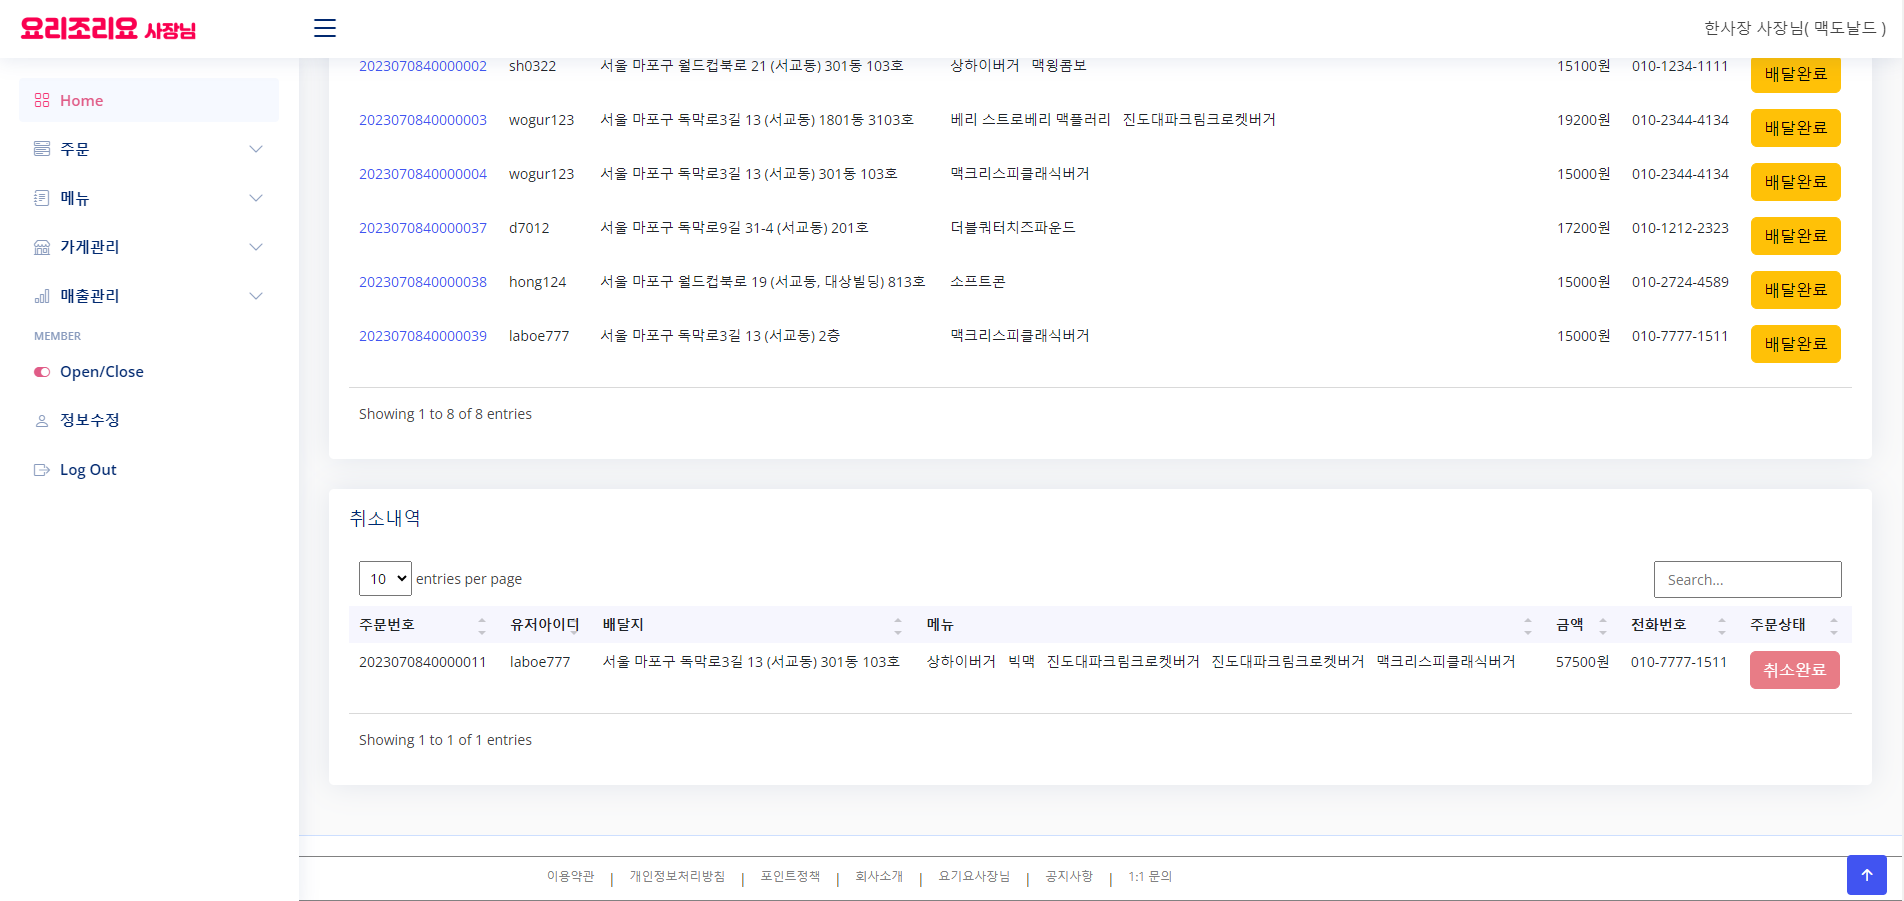 요리조리요 사장님
한사장 사장님( 맥도날드 )
Home
주문
메뉴
가게관리
매출관리
MEMBER
Open/Close
정보수정
Log Out
2023070840000002 sh0322 서울 마포구 월드컵북로 21 (서교동) 301동 103호 상하이버거 맥윙콤보 15100원 010-1234-1111 배달완료
2023070840000003 wogur123 서울 마포구 독막로3길 13 (서교동) 1801동 3103호 베리 스트로베리 맥플러리 진도대파크림크로켓버거 19200원 010-2344-4134 배달완료
2023070840000004 wogur123 서울 마포구 독막로3길 13 (서교동) 301동 103호 맥크리스피클래식버거 15000원 010-2344-4134 배달완료
2023070840000037 d7012 서울 마포구 독막로9길 31-4 (서교동) 201호 더블쿼터치즈파운드 17200원 010-1212-2323 배달완료
2023070840000038 hong124 서울 마포구 월드컵북로 19 (서교동, 대상빌딩) 813호 소프트콘 15000원 010-2724-4589 배달완료
2023070840000039 laboe777 서울 마포구 독막로3길 13 (서교동) 2층 맥크리스피클래식버거 15000원 010-7777-1511 배달완료
Showing 1 to 8 of 8 entries
취소내역
10 entries per page
Search...
주문번호 유저아이디 배달지 메뉴 금액 전화번호 주문상태
2023070840000011 laboe777 서울 마포구 독막로3길 13 (서교동) 301동 103호 상하이버거 빅맥 진도대파크림크로켓버거 진도대파크림크로켓버거 맥크리스피클래식버거 57500원 010-7777-1511 취소완료
Showing 1 to 1 of 1 entries
이용약관 | 개인정보처리방침 | 포인트정책 | 회사소개 | 요기요사장님 | 공지사항 | 1:1 문의